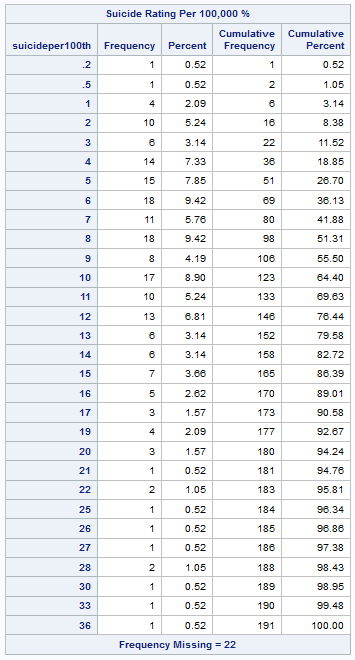 Suicide Rating Per 100,000 %
suicideper100th Frequency Percent Cumulative Frequency Cumulative Percent
.2 1 0.52 1 0.52
.5 1 0.52 2 1.05
1 4 2.09 6 3.14
2 10 5.24 16 8.38
3 6 3.14 22 11.52
4 14 7.33 36 18.85
5 15 7.85 51 26.70
6 18 9.42 69 36.13
7 11 5.76 80 41.88
8 18 9.42 98 51.31
9 8 4.19 106 55.50
10 17 8.90 123 64.40
11 10 5.24 133 69.63
12 13 6.81 146 76.44
13 6 3.14 152 79.58
14 6 3.14 158 82.72
15 7 3.66 165 86.39
16 5 2.62 170 89.01
17 3 1.57 173 90.58
19 4 2.09 177 92.67
20 3 1.57 180 94.24
21 1 0.52 181 94.76
22 2 1.05 183 95.81
25 1 0.52 184 96.34
26 1 0.52 185 96.86
27 1 0.52 186 97.38
28 2 1.05 188 98.43
30 1 0.52 189 98.95
33 1 0.52 190 99.48
36 1 0.52 191 100.00
Frequency Missing = 22